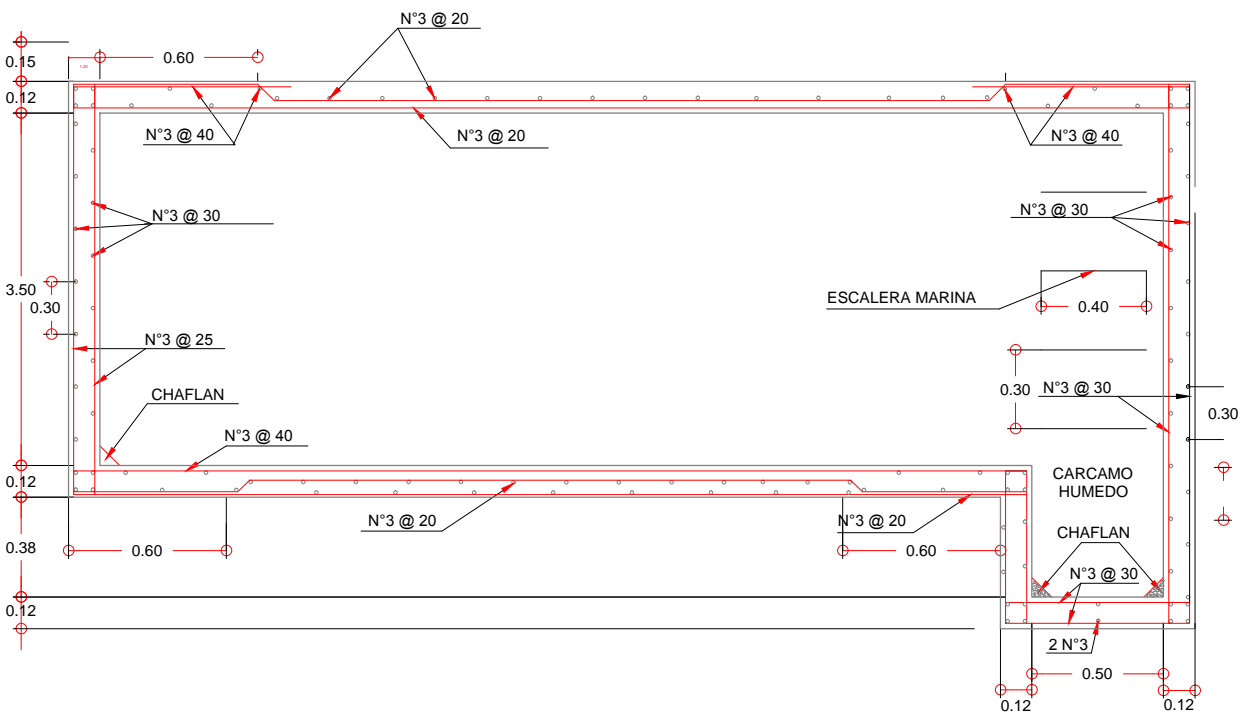 N°3 @ 20
0.15
0.60
1.20
0.12
N°3 @ 40
N°3 @ 20
N°3 @ 40
N°3 @ 30
N°3 @ 30
3.50
0.30
ESCALERA MARINA
0.40
N°3 @ 25
0.30
N°3 @ 30
CHAFLAN
0.30
N°3 @ 40
0.12
CARCAMO
HUMEDO
N°3 @ 20
N°3 @ 20
CHAFLAN
0.38
0.60
0.60
N°3 @ 30
0.12
2 N°3
0.50
0.12
0.12